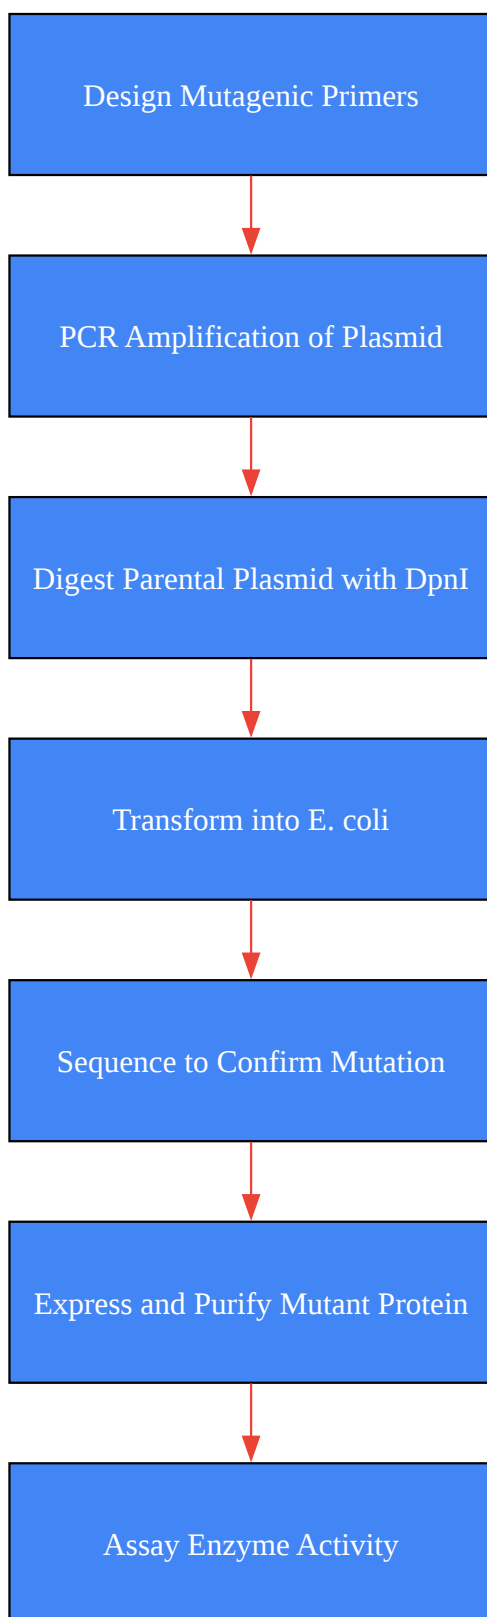 Design Mutagenic Primers
PCR Amplification of Plasmid
Digest Parental Plasmid with DpnI
Transform into E. coli
Sequence to Confirm Mutation
Express and Purify Mutant Protein
Assay Enzyme Activity